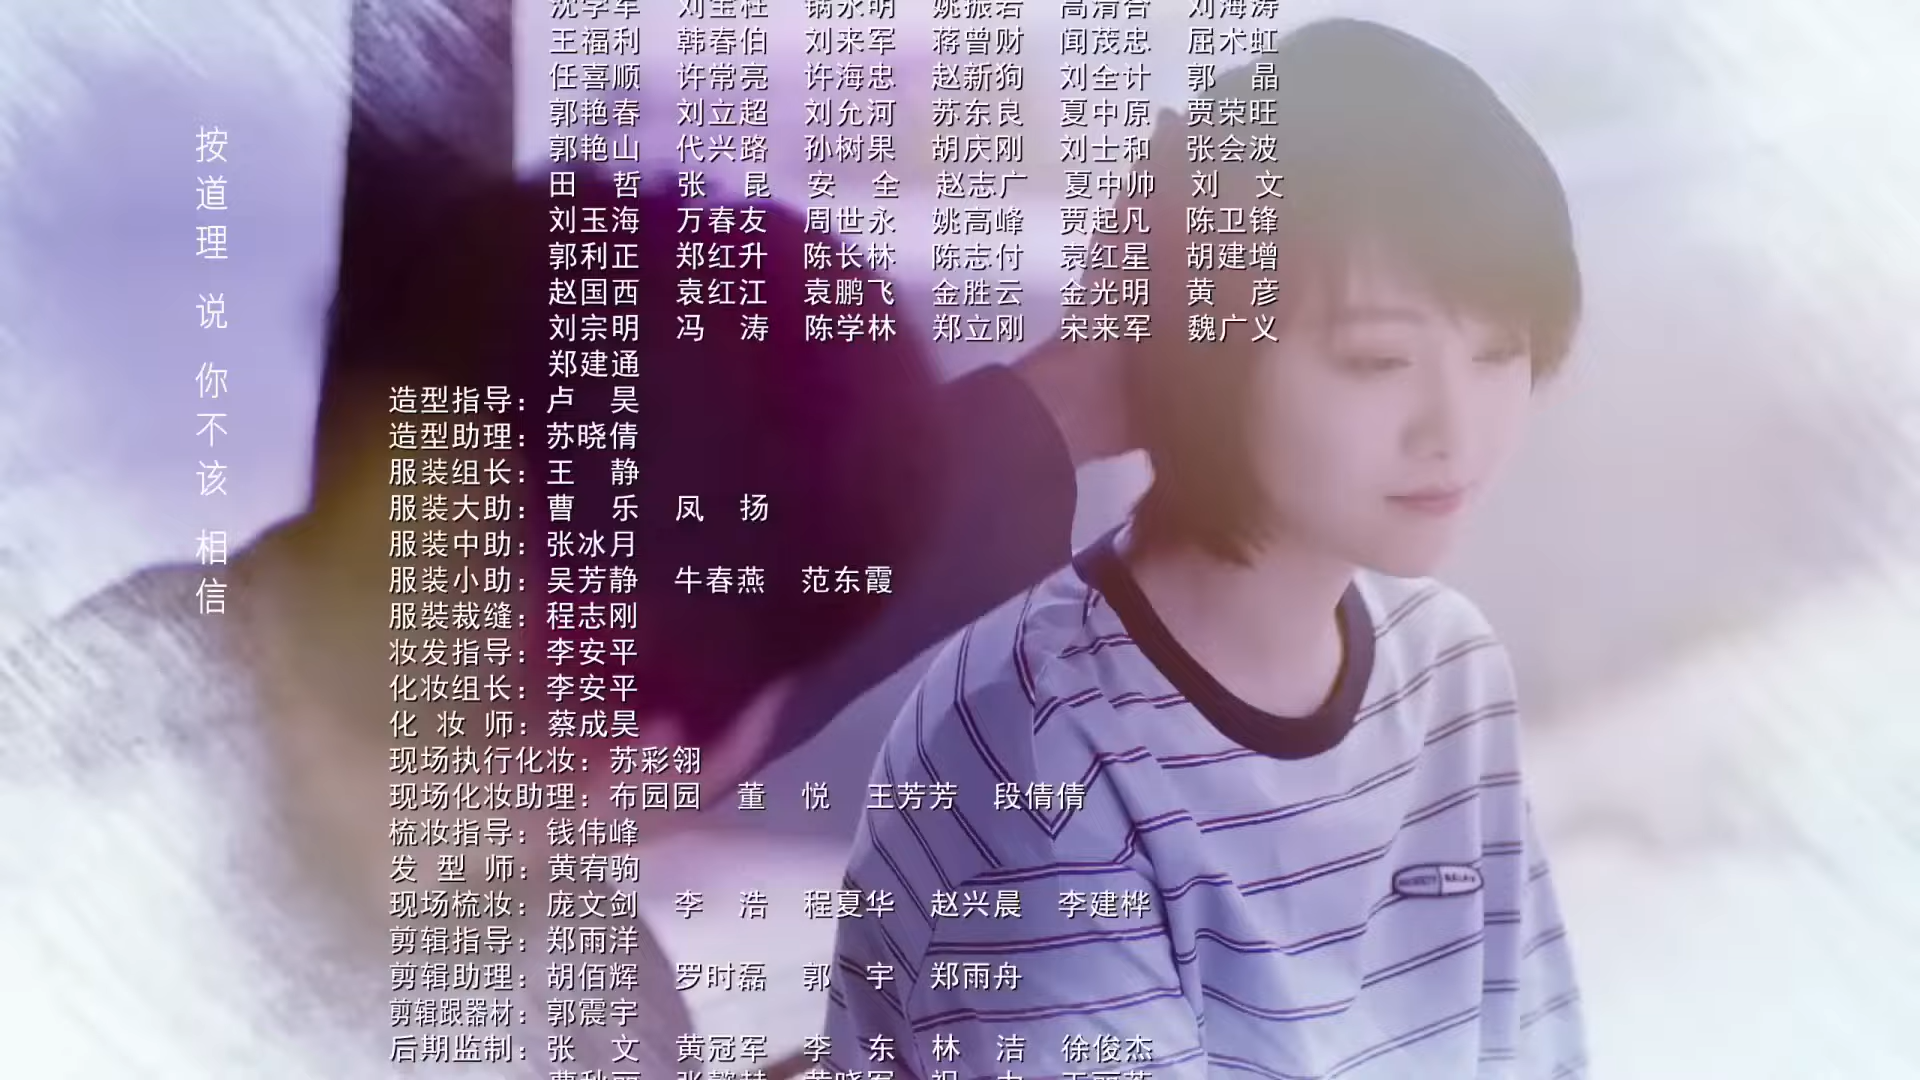 按道理 说 你不该 相信
王福利 韩春伯 刘来军 蒋曾财 闻茂忠 屈术虹
任喜顺 许常亮 许海忠 赵新狗 刘全计 郭 晶
郭艳春 刘立超 刘允河 苏东良 夏中原 贾荣旺
郭艳山 代兴路 孙树果 胡庆刚 刘士和 张会波
田 哲 张 昆 安 全 赵志广 夏中帅 刘 文
刘玉海 万春友 周世永 姚高峰 贾起凡 陈卫锋
郭利正 郑红升 陈长林 陈志付 袁红星 胡建增
赵国西 袁红江 袁鹏飞 金胜云 金光明 黄 彦
刘宗明 冯 涛 陈学林 郑立刚 宋来军 魏广义
郑建通
造型指导：卢 昊
造型助理：苏晓倩
服装组长：王 静
服装大助：曹 乐 凤 扬
服装中助：张冰月
服装小助：吴芳静 牛春燕 范东霞
服装裁缝：程志刚
妆发指导：李安平
化妆组长：李安平
化 妆 师：蔡成昊
现场执行化妆：苏彩翎
现场化妆助理：布园园 董 悦 王芳芳 段倩倩
梳妆指导：钱伟峰
发 型 师：黄宥驹
现场梳妆：庞文剑 李 浩 程夏华 赵兴晨 李建桦
剪辑指导：郑雨洋
剪辑助理：胡佰辉 罗时磊 郭 宇 郑雨舟
剪辑跟器材：郭震宇
后期监制：张 文 黄冠军 李 东 林 洁 徐俊杰